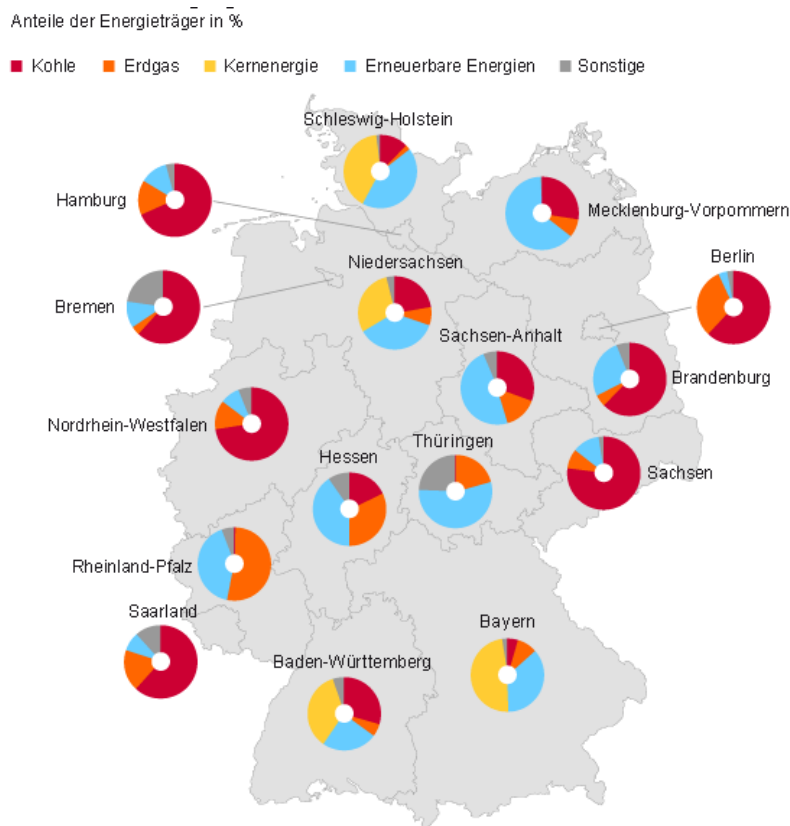 Anteile der Energieträger in %
Kohle Erdgas Kernenergie Erneuerbare Energien Sonstige
Schleswig-Holstein
Hamburg
Mecklenburg-Vorpommern
Berlin
Niedersachsen
Bremen
Sachsen-Anhalt
Brandenburg
Nordrhein-Westfalen
Thüringen
Hessen
Sachsen
Rheinland-Pfalz
Saarland
Bayern
Baden-Württemberg